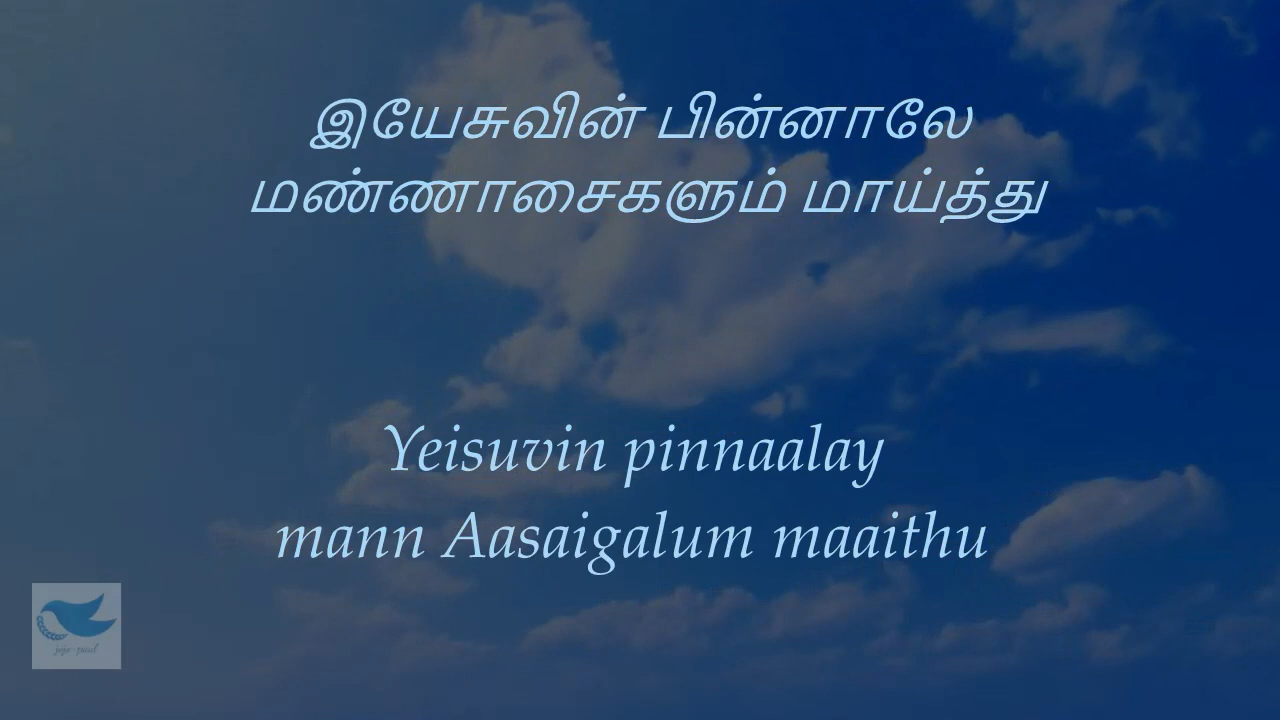 இயேசுவின் பின்னாலே
மண்ணாசைகளும் மாய்த்து
Yeisuvin pinnaalay
mann Aasaigalum maaithu